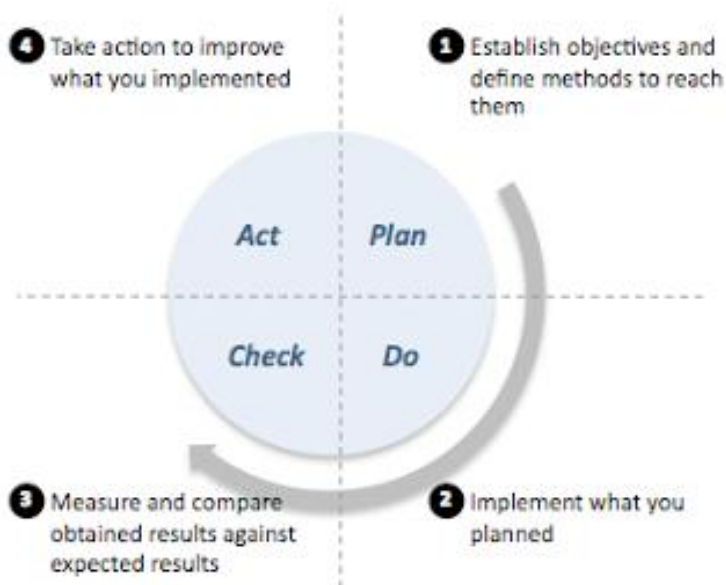 4 Take action to improve
what you implemented
1 Establish objectives and
define methods to reach
them
Act
Plan
Check
Do
3 Measure and compare
obtained results against
expected results
2 Implement what you
planned